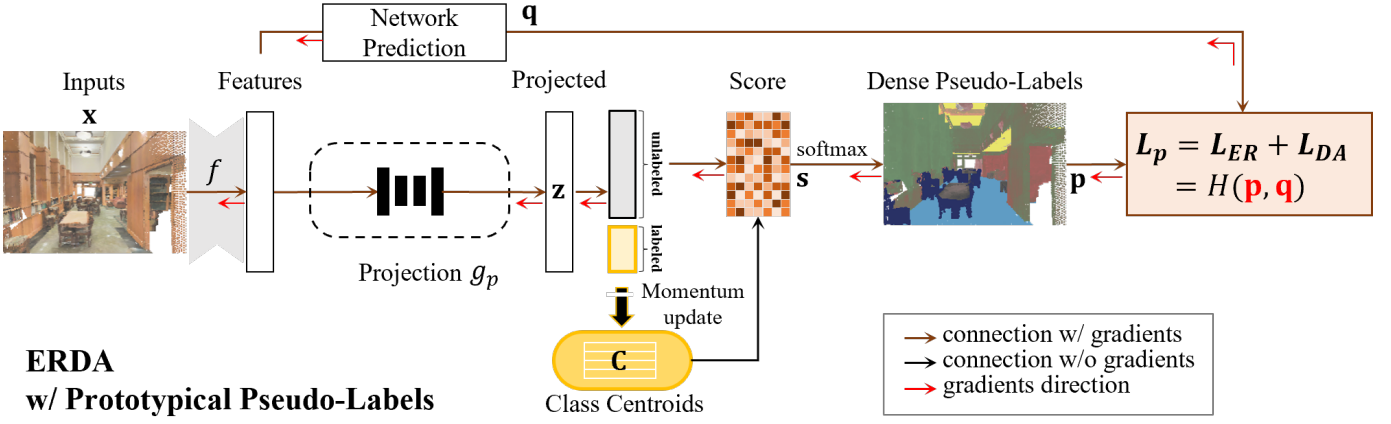 Network
Prediction
q
Inputs
x
Features
Projected
Score
Dense Pseudo-Labels
f
z
unlabeled
labeled
softmax
s
p
L_p = L_ER + L_DA
= H(p, q)
Projection g_p
Momentum
update
C
Class Centroids
ERDA
w/ Prototypical Pseudo-Labels
connection w/ gradients
connection w/o gradients
gradients direction